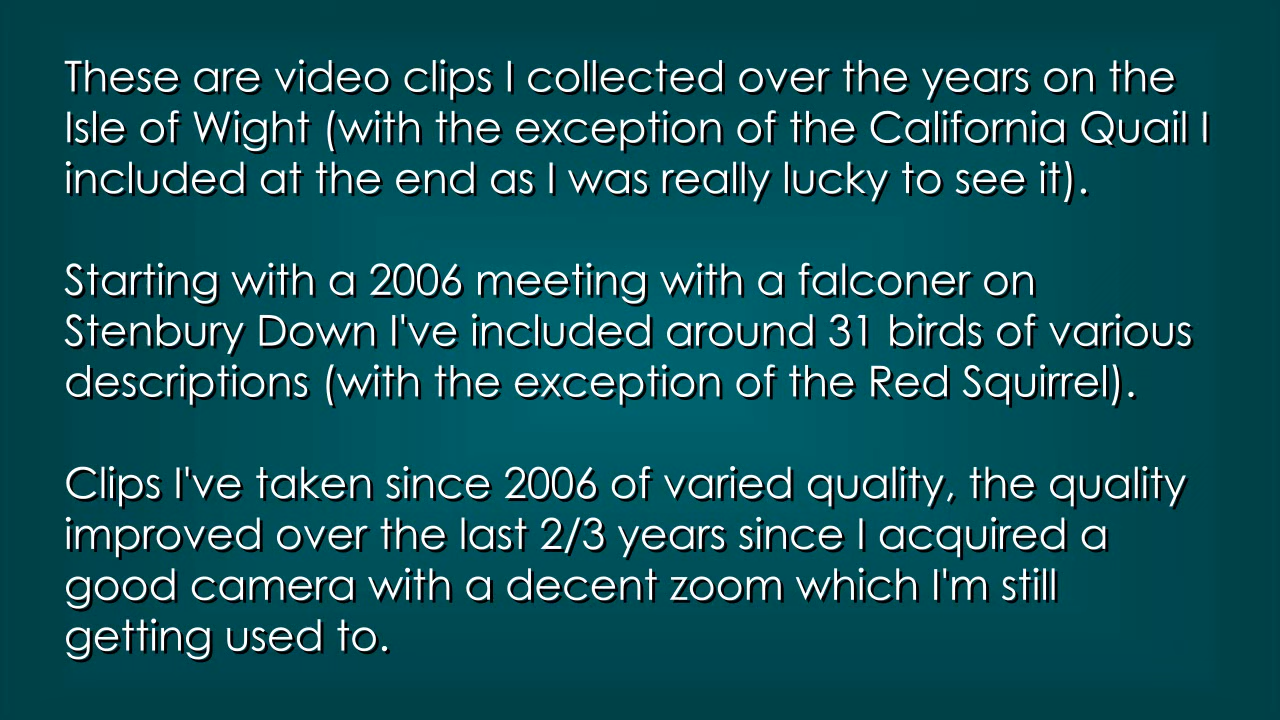 These are video clips I collected over the years on the
Isle of Wight (with the exception of the California Quail I
included at the end as I was really lucky to see it).
Starting with a 2006 meeting with a falconer on
Stenbury Down I've included around 31 birds of various
descriptions (with the exception of the Red Squirrel).
Clips I've taken since 2006 of varied quality, the quality
improved over the last 2/3 years since I acquired a
good camera with a decent zoom which I'm still
getting used to.